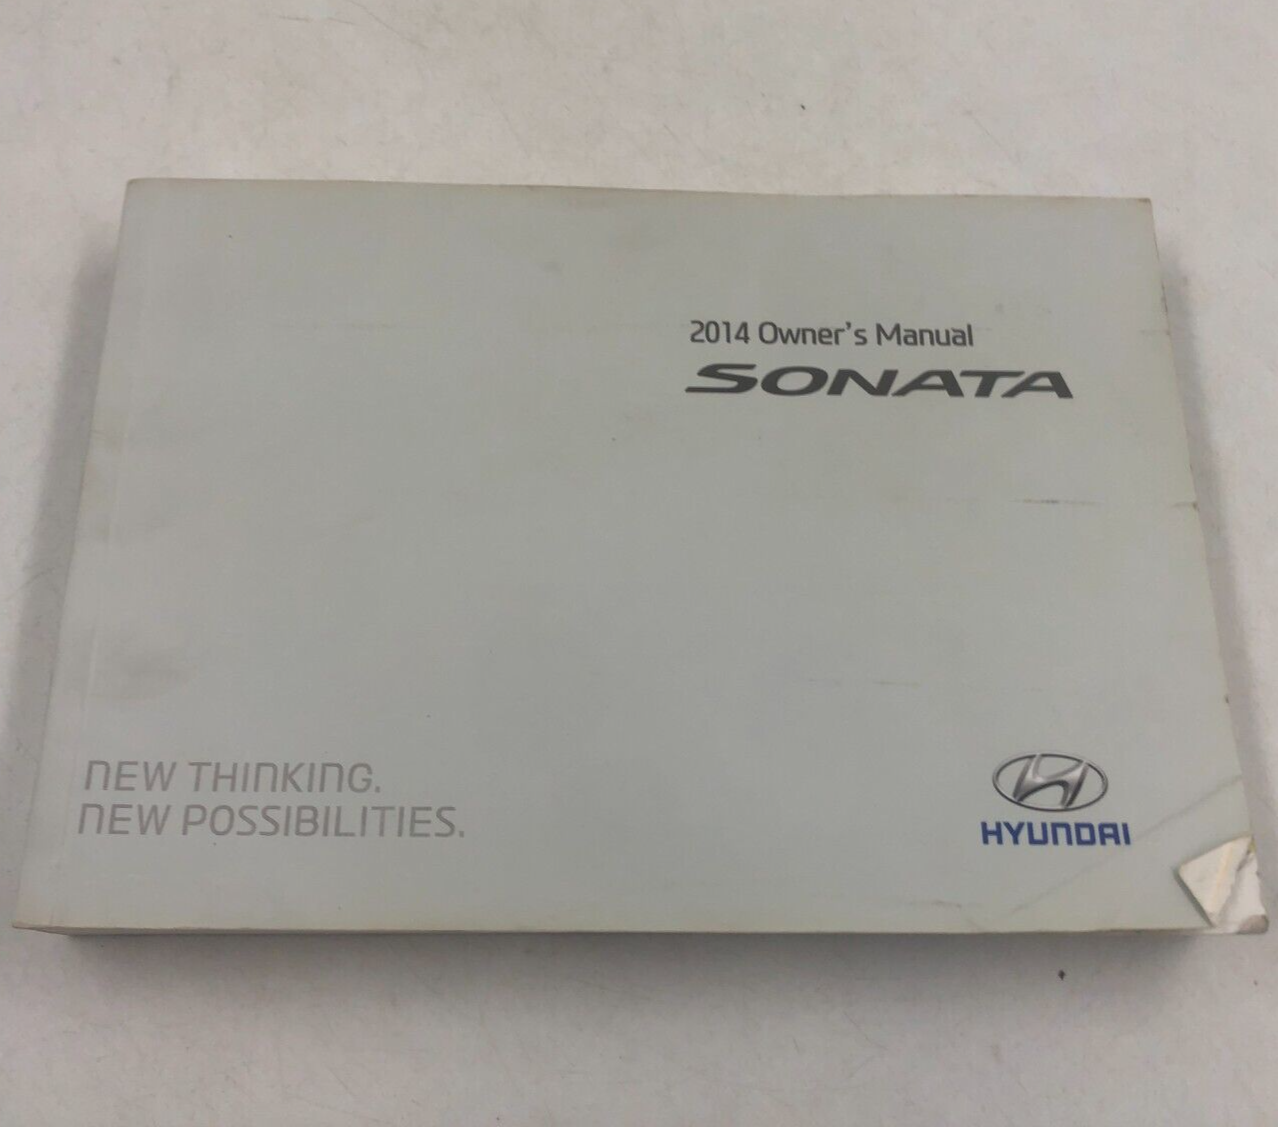 2014 Owner's Manual
SONATA
NEW THINKING.
NEW POSSIBILITIES.
HYUNDAI